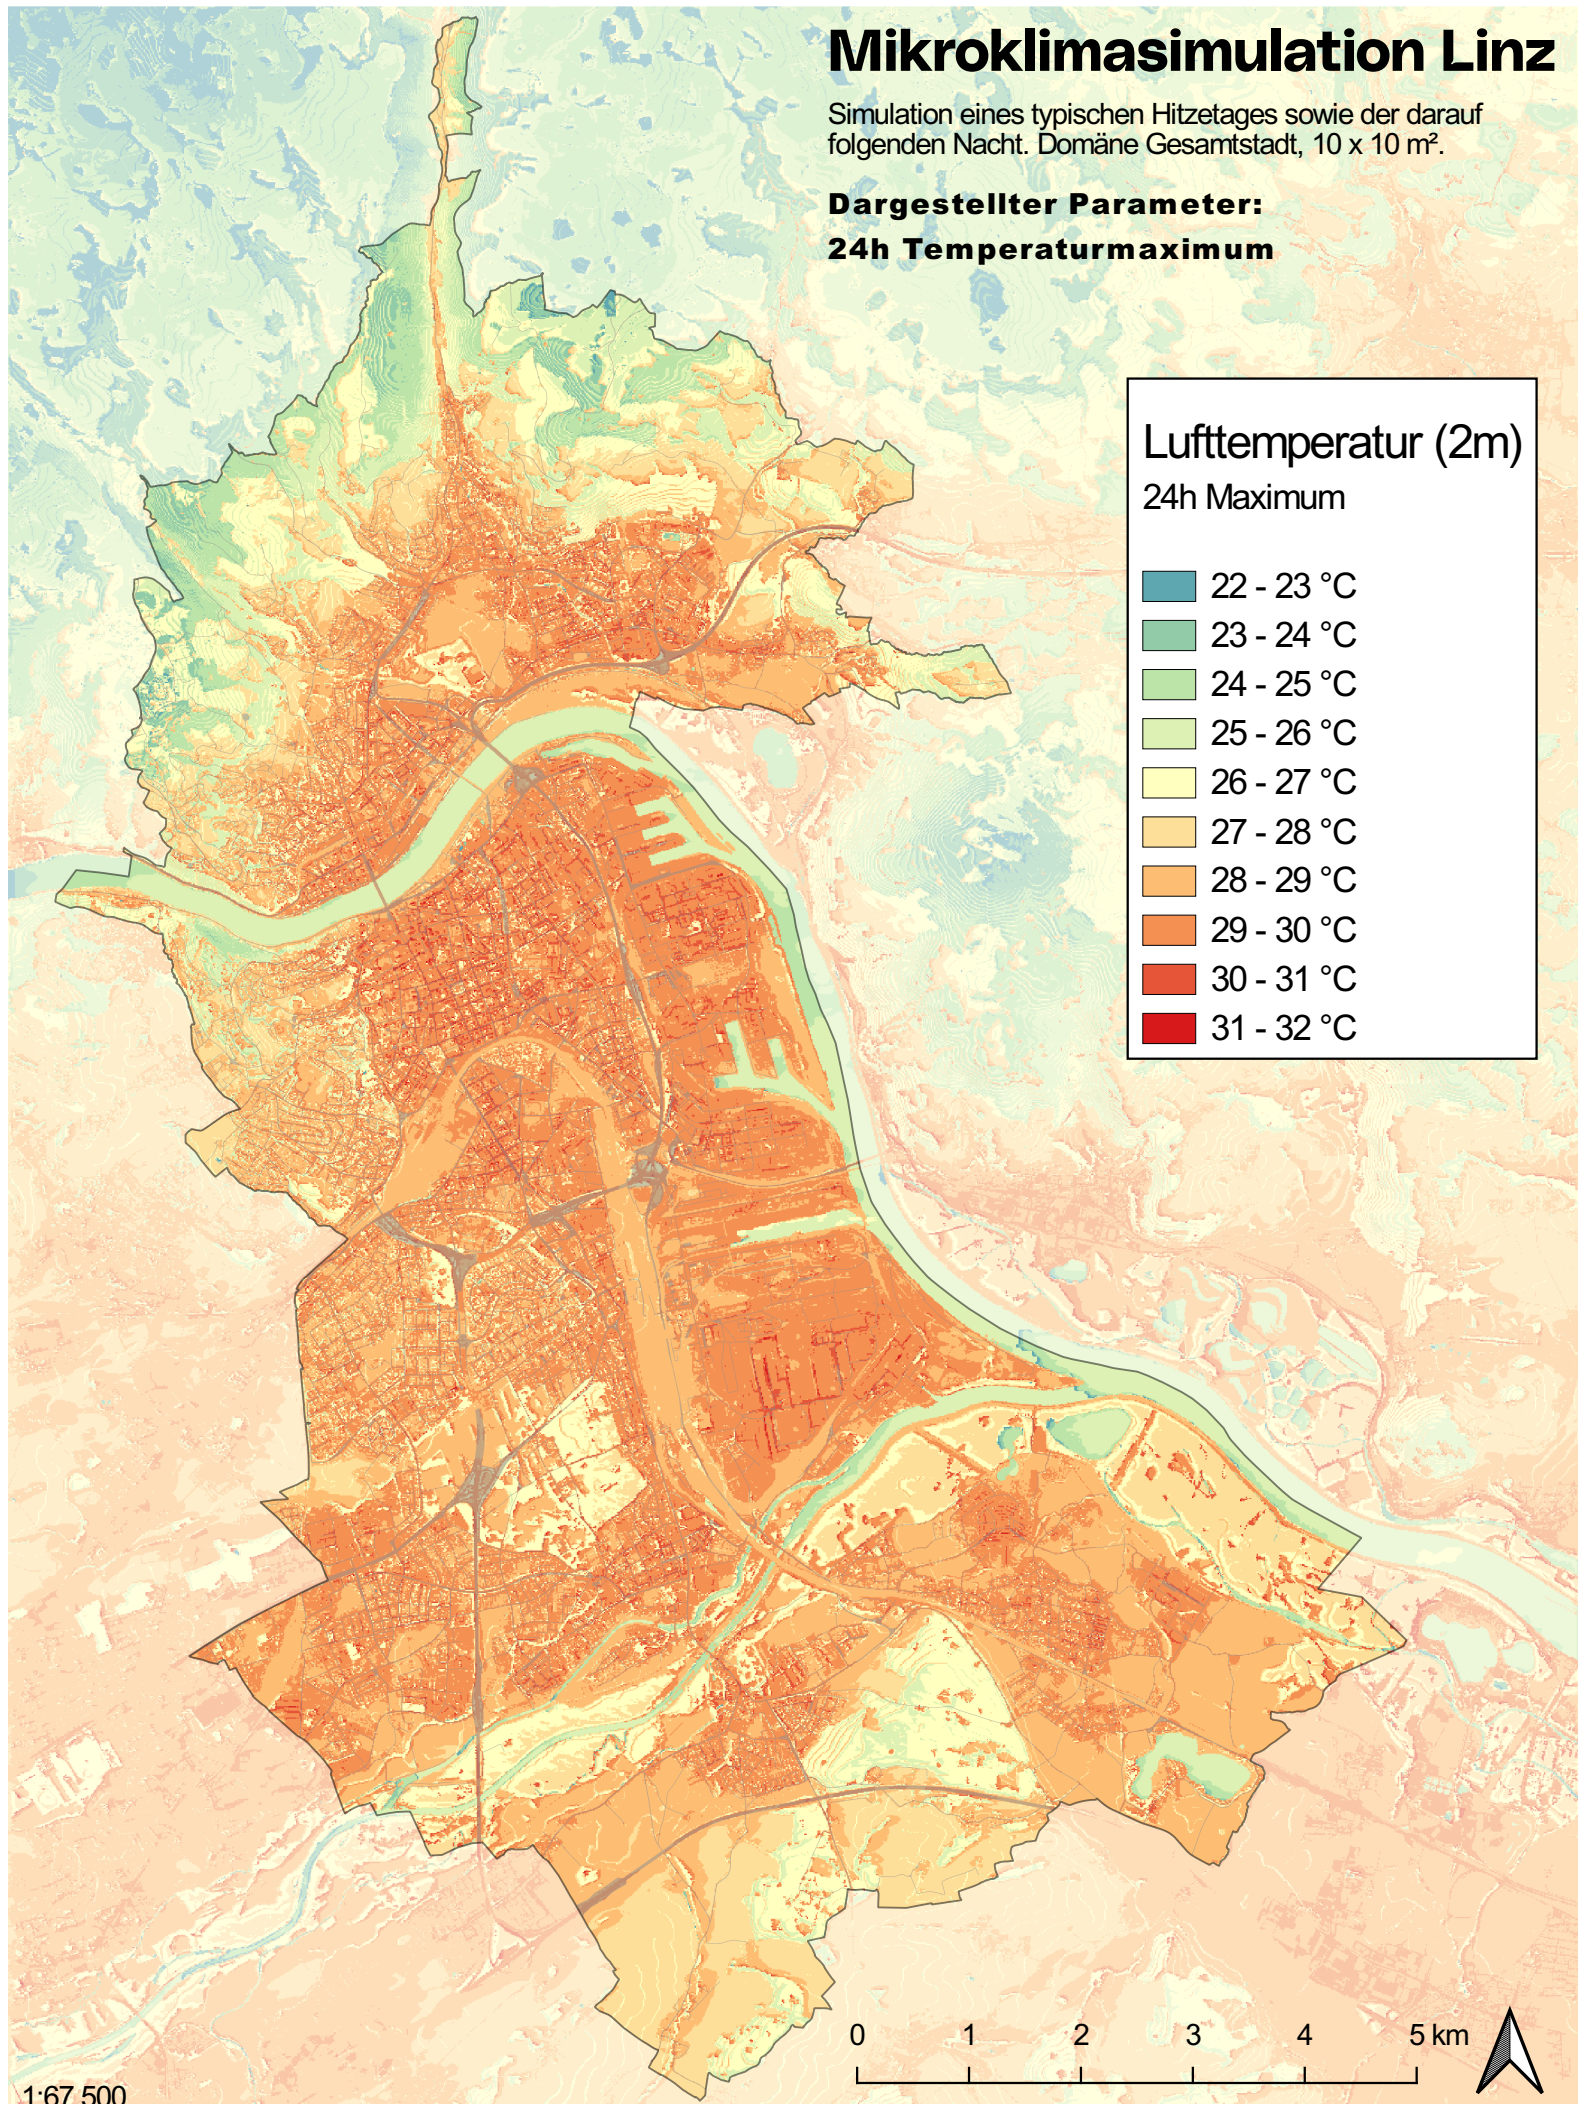 Mikroklimasimulation Linz
Simulation eines typischen Hitzetages sowie der darauf
folgenden Nacht. Domäne Gesamtstadt, 10 x 10 m².
Dargestellter Parameter:
24h Temperaturmaximum
Lufttemperatur (2m)
24h Maximum
22 - 23 °C
23 - 24 °C
24 - 25 °C
25 - 26 °C
26 - 27 °C
27 - 28 °C
28 - 29 °C
29 - 30 °C
30 - 31 °C
31 - 32 °C
0 1 2 3 4 5 km
1:67 500